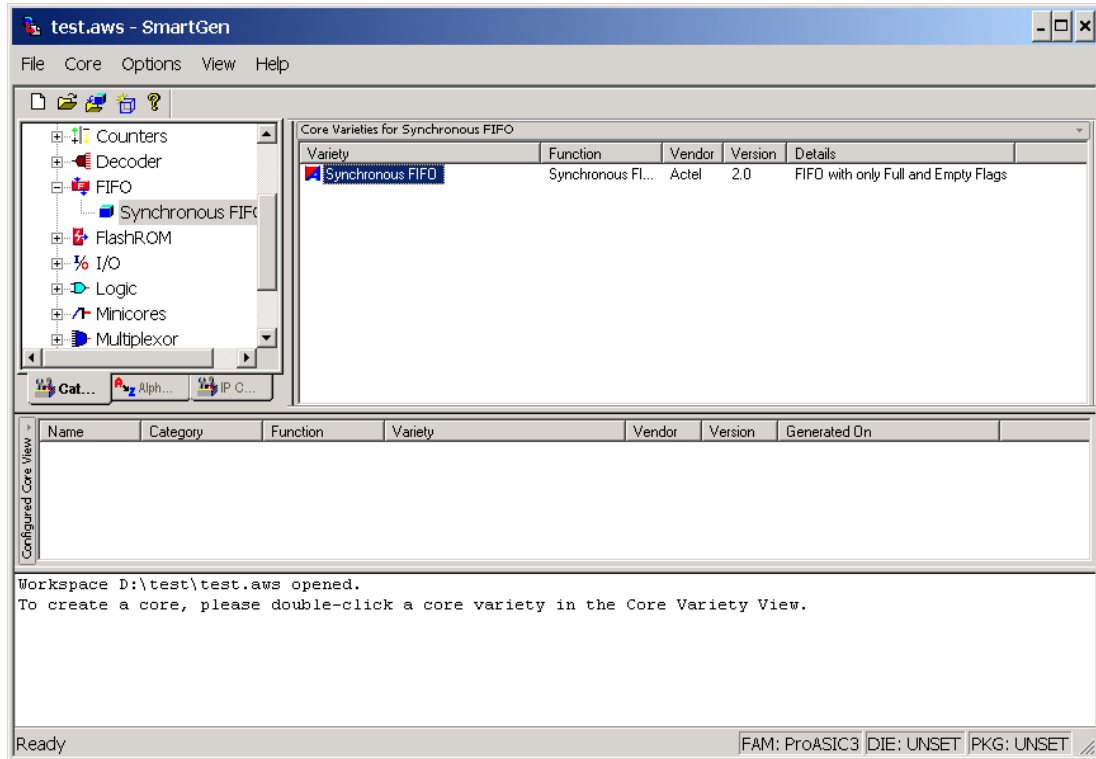 test.aws - SmartGen
File Core Options View Help
Counters
Decoder
FIFO
Synchronous FIF
FlashROM
I/O
Logic
Minicores
Multiplexor
Cat... Alph... IP C...
Core Varieties for Synchronous FIFO
Variety Function Vendor Version Details
Synchronous FIFO Synchronous FI... Actel 2.0 FIFO with only Full and Empty Flags
Configured Core View
Name Category Function Variety Vendor Version Generated On
Workspace D:\test\test.aws opened.
To create a core, please double-click a core variety in the Core Variety View.
Ready FAM: ProASIC3 DIE: UNSET PKG: UNSET